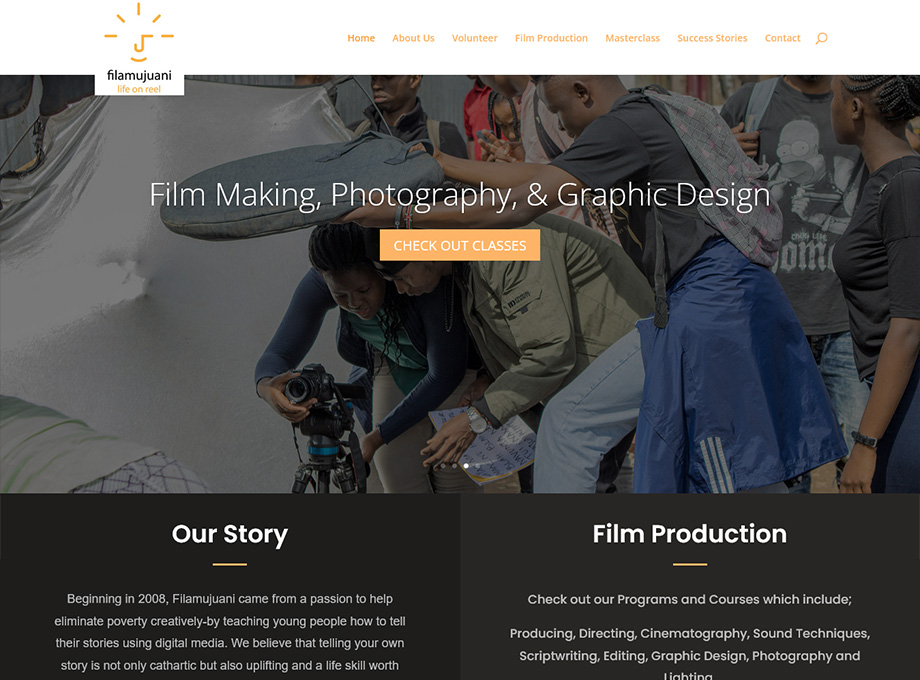 Home About Us Volunteer Film Production Masterclass Success Stories Contact
filamujuani
life on reel
Film Making, Photography, & Graphic Design
CHECK OUT CLASSES
Our Story
Beginning in 2008, Filamujuani came from a passion to help
eliminate poverty creatively-by teaching young people how to tell
their stories using digital media. We believe that telling your own
story is not only cathartic but also uplifting and a life skill worth
Film Production
Check out our Programs and Courses which include;
Producing, Directing, Cinematography, Sound Techniques,
Scriptwriting, Editing, Graphic Design, Photography and
Lighting